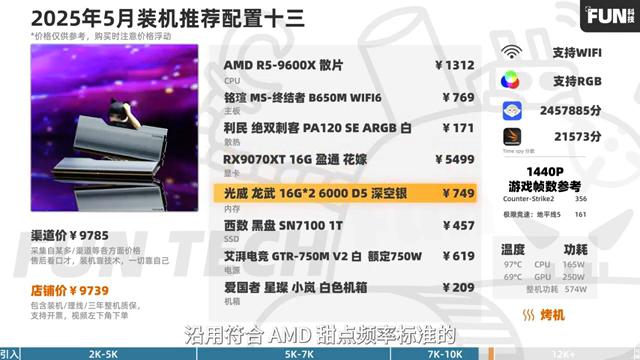 2025年5月装机推荐配置十三
*价格仅供参考，购买时注意价格浮动
FUN科技
AMD R5-9600X 散片
¥1312
CPU
铭瑄 MS-终结者 B650M WIFI6
¥769
主板
利民 绝双刺客 PA120 SE ARGB 白
¥171
散热
RX9070XT 16G 盈通 花嫁
¥5499
显卡
光威 龙武 16G*2 6000 D5 深空银
¥749
内存
西数 黑盘 SN7100 1T
¥457
SSD
艾湃电竞 GTR-750M V2 白 额定750W
¥619
电源
爱国者 星璨 小岚 白色机箱
¥209
机箱
渠道价 ¥9785
采集自某多/渠道等各方面价格
售后看口才，装机靠技术，一切靠自己
店铺价 ¥9739
包含装机/理线/三年整机质保，
支持开票，视频左下角下单
支持WIFI
支持RGB
2457885分
21573分
Time spy 分数
1440P
游戏帧数参考
Counter-Strike2 356
极限竞速：地平线5 161
温度 功耗
97°C CPU 165W
69°C GPU 250W
整机功耗 574W
烤机
FUN TECH
沿用符合 AMD 甜点频率标准的
引入 2K-5K 5K-7K 7K-10K 12K+